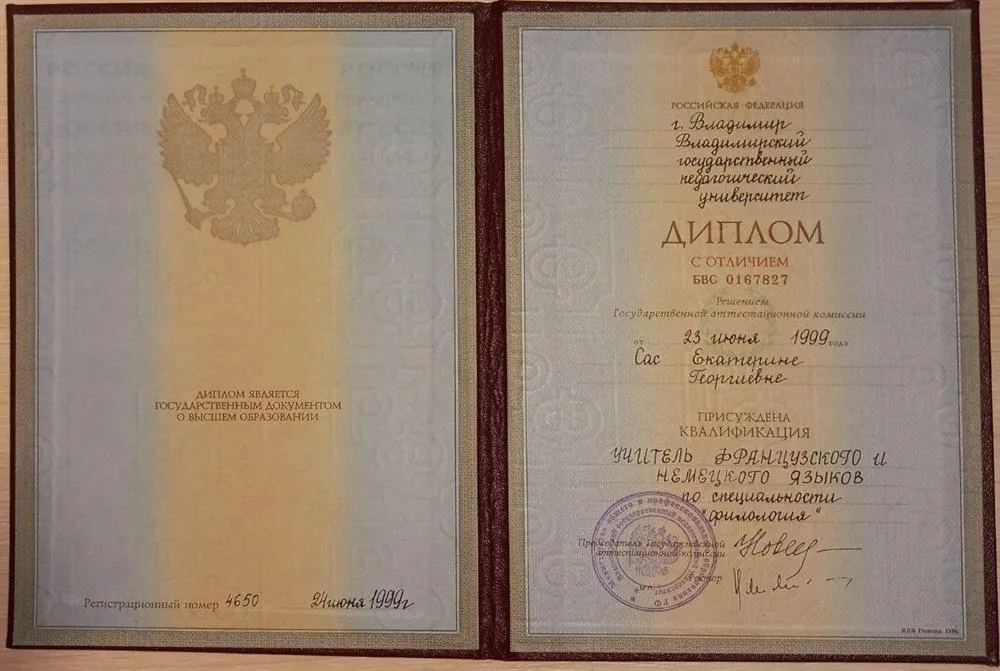 ДИПЛОМ ЯВЛЯЕТСЯ
ГОСУДАРСТВЕННЫМ ДОКУМЕНТОМ
О ВЫСШЕМ ОБРАЗОВАНИИ
Регистрационный номер 4650 24 июня 1999г
РОССИЙСКАЯ ФЕДЕРАЦИЯ
г. Владимир
Владимирский
государственный
педагогический
университет
ДИПЛОМ
С ОТЛИЧИЕМ
БВС 0167827
Решением
Государственной аттестационной комиссии
от 23 июня 1999 года
Сас Екатерине
Георгиевне
ПРИСУЖДЕНА
КВАЛИФИКАЦИЯ
УЧИТЕЛЬ ФРАНЦУЗСКОГО И
НЕМЕЦКОГО ЯЗЫКОВ
по специальности
"филология"
Председатель Государственной
аттестационной комиссии
Ректор